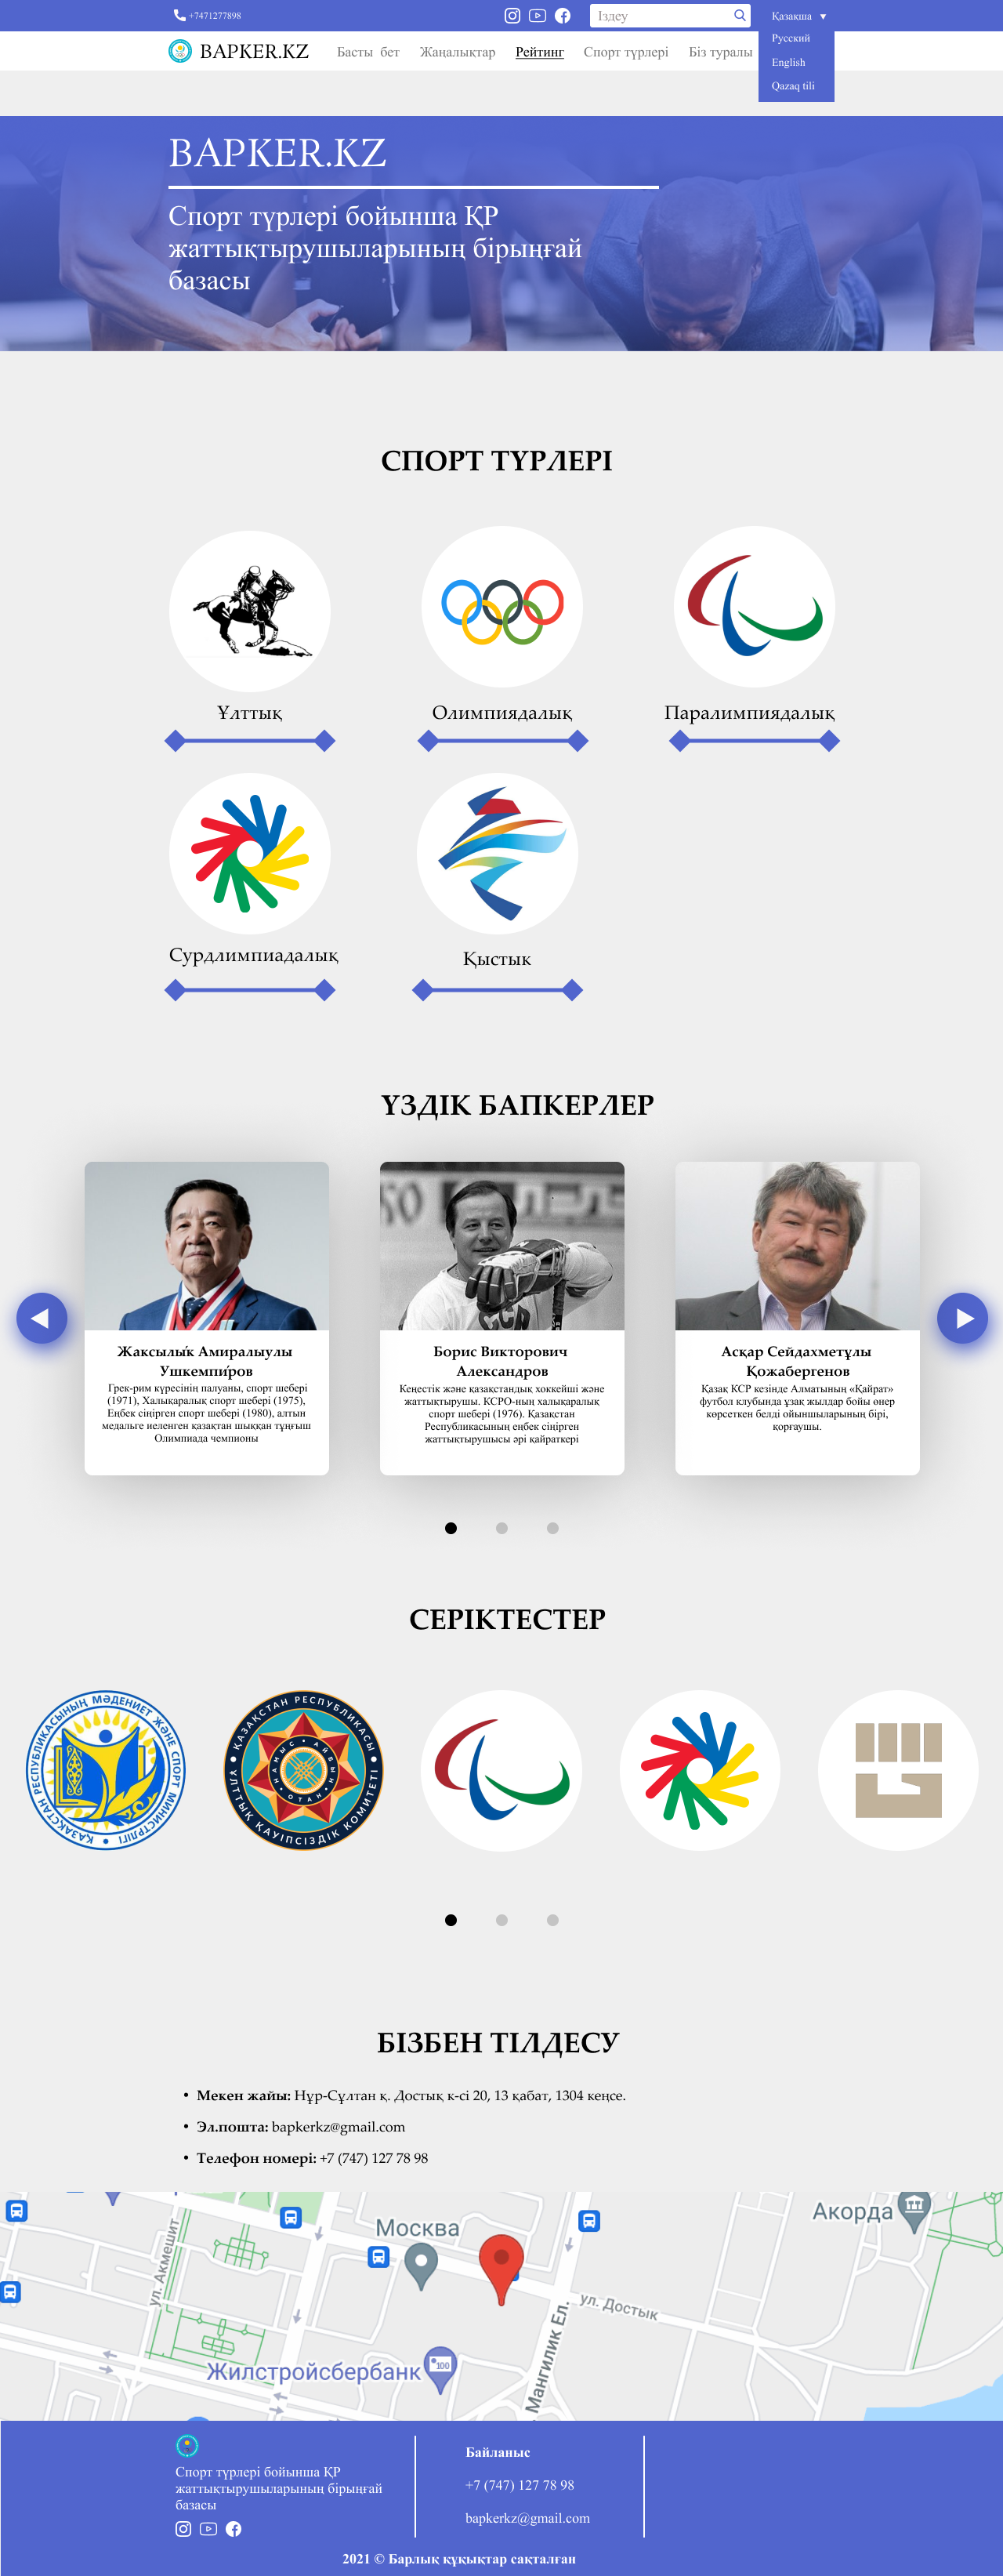 +7471277898
Іздеу
Қазақша
Русский
English
Qazaq tili
BAPKER.KZ
Басты бет Жаңалықтар Рейтинг Спорт түрлері Біз туралы
BAPKER.KZ
Спорт түрлері бойынша ҚР
жаттықтырушыларының бірыңғай
базасы
СПОРТ ТҮРЛЕРІ
Ұлттық
Олимпиядалық
Паралимпиядалық
Сурдлимпиадалық
Қыстык
ҮЗДІК БАПКЕРЛЕР
Жаксылы́к Амиралыулы
Ушкемпи́ров
Грек-рим күресінің палуаны, спорт шебері
(1971), Халықаралық спорт шебері (1975),
Еңбек сіңірген спорт шебері (1980), алтын
медальге иеленген қазақтан шыққан тұңғыш
Олимпиада чемпионы
Борис Викторович
Александров
Кеңестік және қазақстандық хоккейші және
жаттықтырушы. КСРО-ның халықаралық
спорт шебері (1976). Қазақстан
Республикасының еңбек сіңірген
жаттықтырушысы әрі қайраткері
Асқар Сейдахметұлы
Қожабергенов
Қазақ КСР кезінде Алматының «Қайрат»
футбол клубында ұзақ жылдар бойы өнер
көрсеткен белді ойыншыларының бірі,
қорғаушы.
СЕРІКТЕСТЕР
ҚАЗАҚСТАН РЕСПУБЛИКАСЫНЫҢ МӘДЕНИЕТ ЖӘНЕ СПОРТ МИНИСТРЛІГІ
ҚАЗАҚСТАН РЕСПУБЛИКАСЫ
ҰЛТТЫҚ ҚАУІПСІЗДІК КОМИТЕТІ
НАМЫС • АЙБЫН • ОТАН
БІЗБЕН ТІЛДЕСУ
• Мекен жайы: Нұр-Сұлтан қ. Достық к-сі 20, 13 қабат, 1304 кеңсе.
• Эл.пошта: bapkerkz@gmail.com
• Телефон номері: +7 (747) 127 78 98
ул. Акмешит
Москва
Акорда
ул. Достык
Мангилик Ел.
Жилстройсбербанк
100
Спорт түрлері бойынша ҚР
жаттықтырушыларының бірыңғай
базасы
Байланыс
+7 (747) 127 78 98
bapkerkz@gmail.com
2021 © Барлық құқықтар сақталған